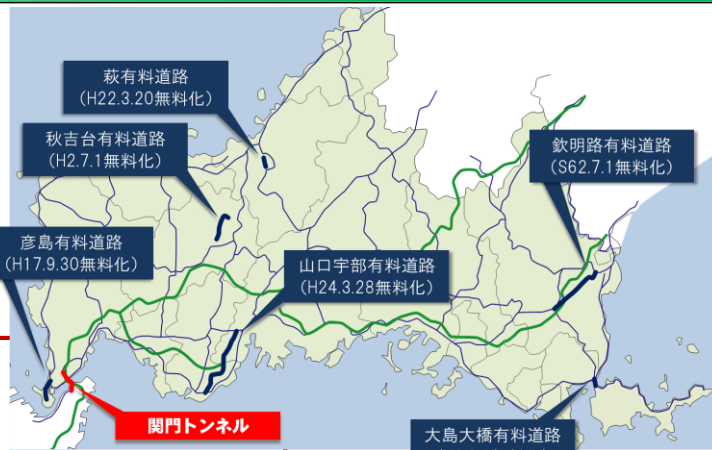 萩有料道路
(H22.3.20無料化)
秋吉台有料道路
(H2.7.1無料化)
欽明路有料道路
(S62.7.1無料化)
彦島有料道路
(H17.9.30無料化)
山口宇部有料道路
(H24.3.28無料化)
関門トンネル
大島大橋有料道路